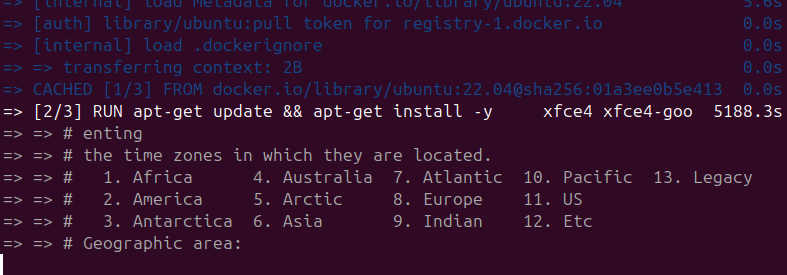 => [internal] load metadata for docker.io/library/ubuntu:22.04 5.6s
=> [auth] library/ubuntu:pull token for registry-1.docker.io 0.0s
=> [internal] load .dockerignore 0.0s
=> => transferring context: 2B 0.0s
=> CACHED [1/3] FROM docker.io/library/ubuntu:22.04@sha256:01a3ee0b5e413 0.0s
=> [2/3] RUN apt-get update && apt-get install -y     xfce4 xfce4-goo 5188.3s
=> => # enting
=> => # the time zones in which they are located.
=> => #   1. Africa      4. Australia  7. Atlantic  10. Pacific  13. Legacy
=> => #   2. America     5. Arctic     8. Europe    11. US
=> => #   3. Antarctica  6. Asia       9. Indian    12. Etc
=> => # Geographic area: